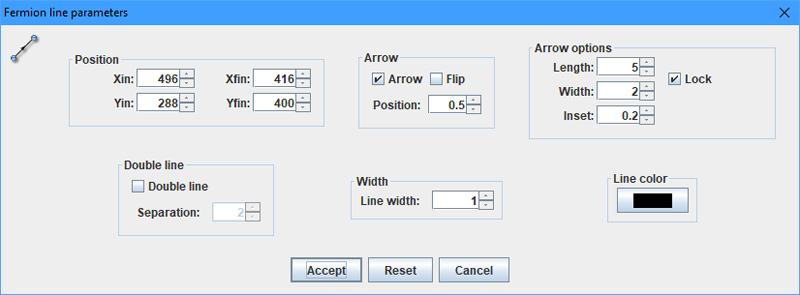 Fermion line parameters
Position
Xin: 496 Xfin: 416
Yin: 288 Yfin: 400
Arrow
Arrow Flip
Position: 0.5
Arrow options
Length: 5 Lock
Width: 2
Inset: 0.2
Double line
Double line
Separation: 2
Width
Line width: 1
Line color
Accept Reset Cancel